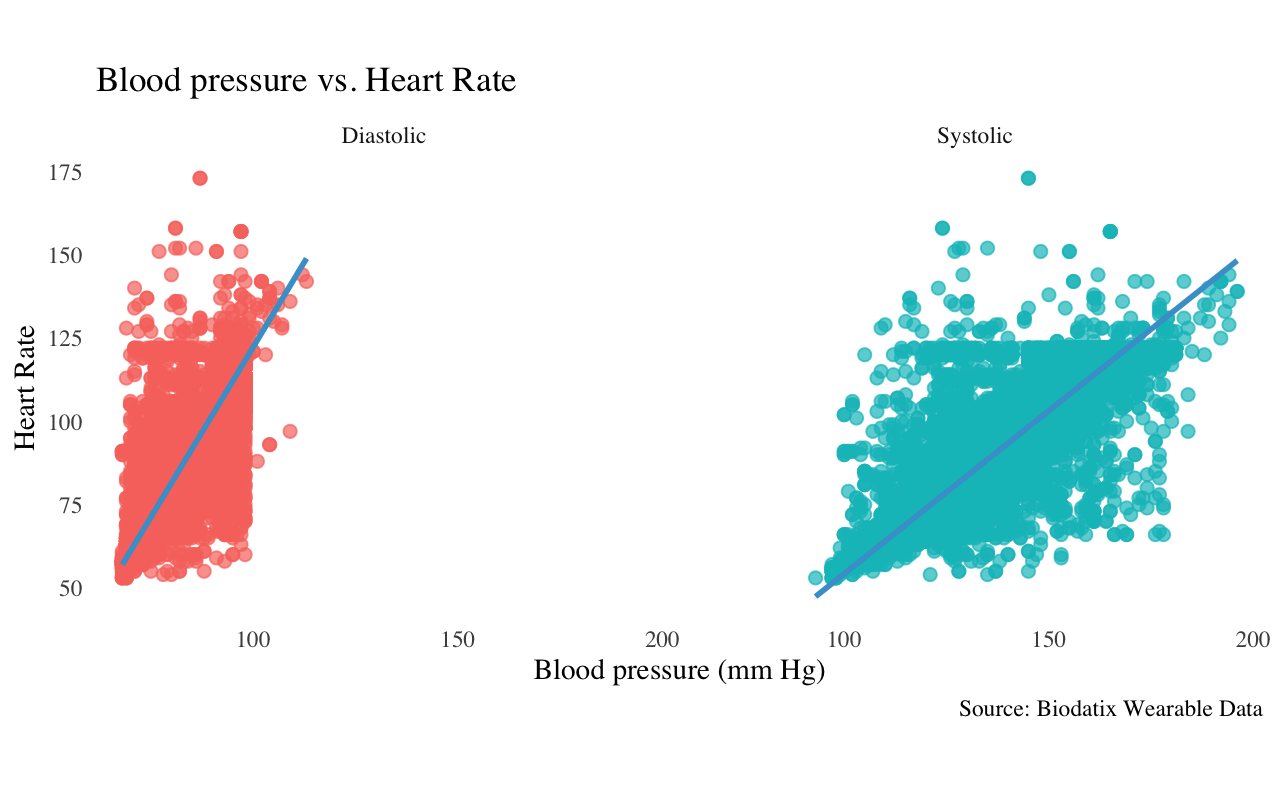 Blood pressure vs. Heart Rate
Diastolic
Systolic
175
150
125
100
75
50
Heart Rate
100
150
200
100
150
200
Blood pressure (mm Hg)
Source: Biodatix Wearable Data